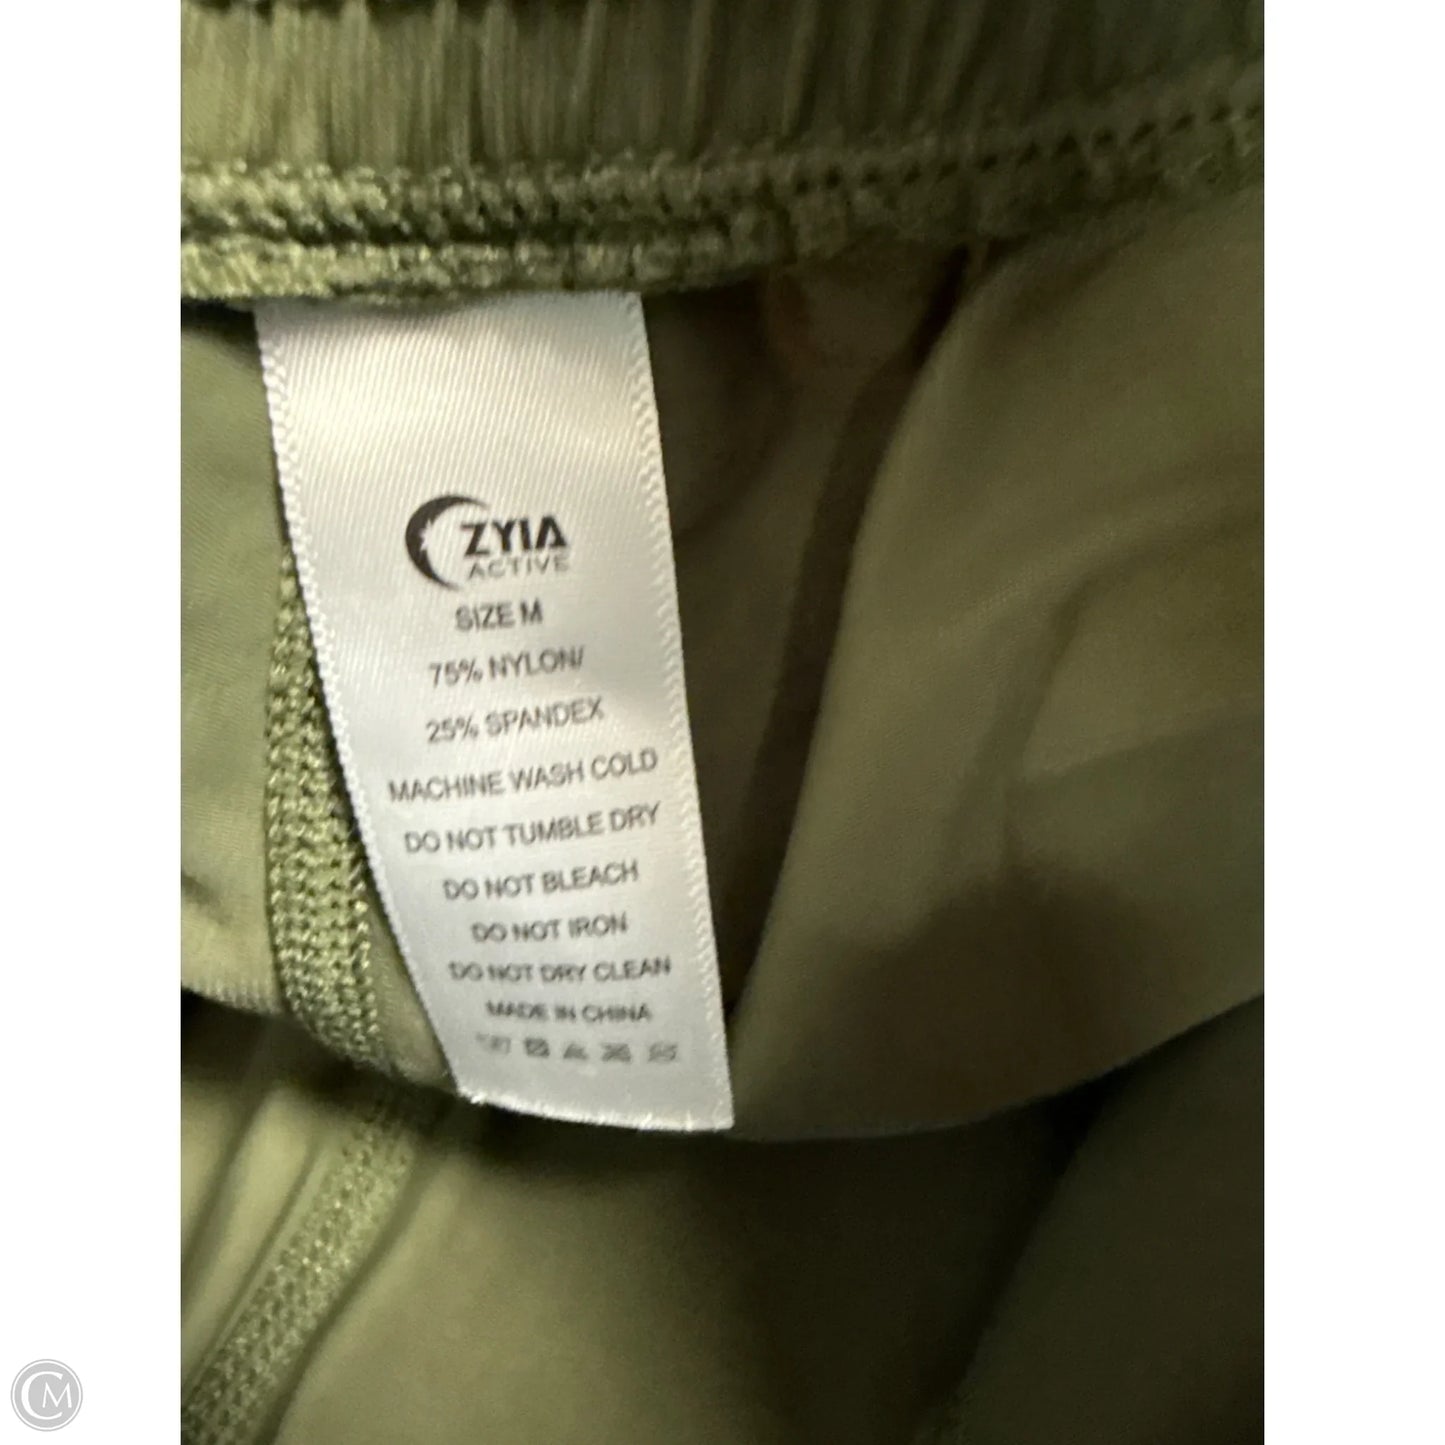 ZYIA
ACTIVE
SIZE M
75% NYLON/
25% SPANDEX
MACHINE WASH COLD
DO NOT TUMBLE DRY
DO NOT BLEACH
DO NOT IRON
DO NOT DRY CLEAN
MADE IN CHINA
CM